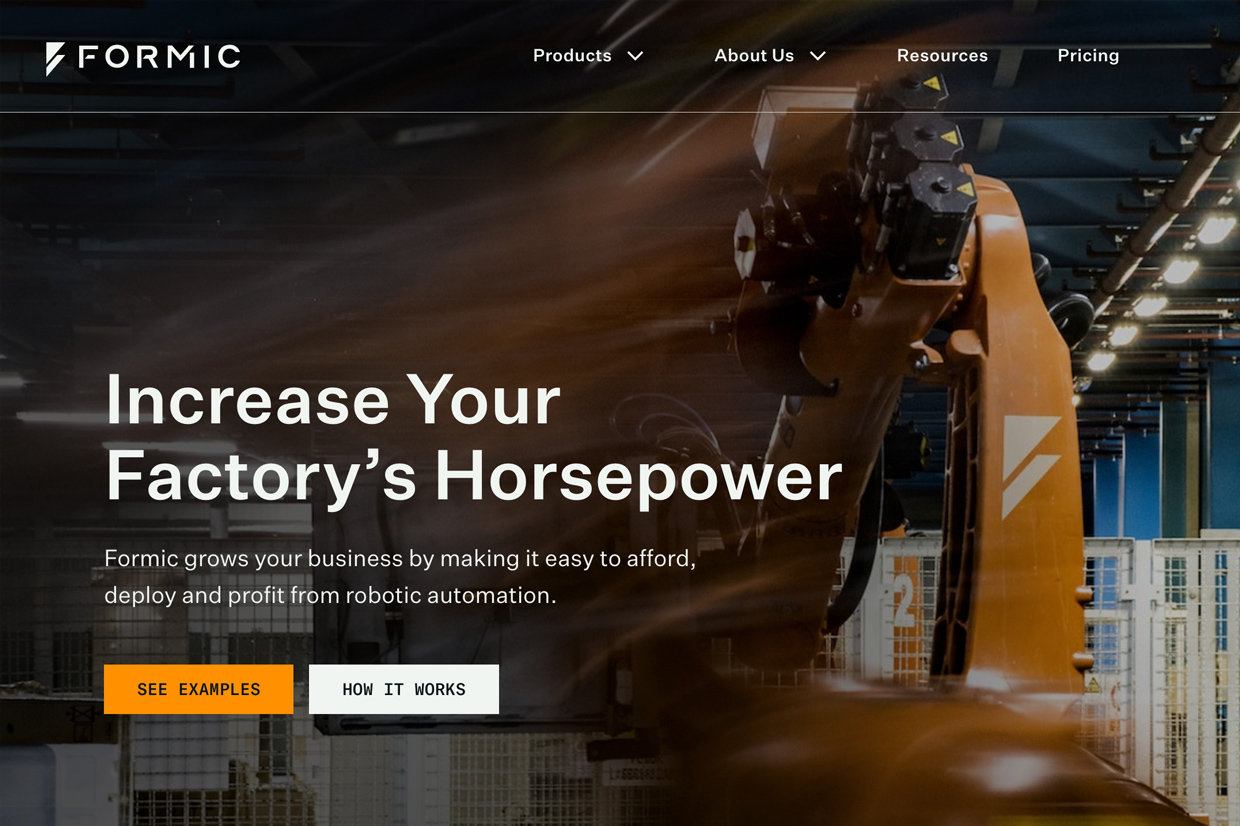 FORMIC
Products
About Us
Resources
Pricing
Increase Your
Factory’s Horsepower
Formic grows your business by making it easy to afford,
deploy and profit from robotic automation.
SEE EXAMPLES
HOW IT WORKS
2